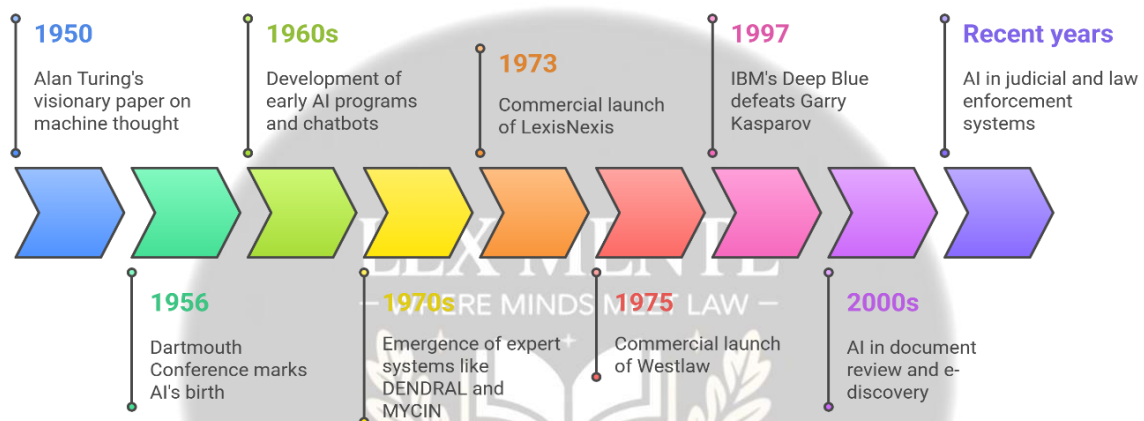 1950
Alan Turing's
visionary paper on
machine thought
1960s
Development of
early AI programs
and chatbots
1973
Commercial launch
of LexisNexis
1997
IBM's Deep Blue
defeats Garry
Kasparov
Recent years
AI in judicial and law
enforcement
systems
LEX MENTE
— WHERE MINDS MEET LAW —
1956
Dartmouth
Conference marks
AI's birth
1970s
Emergence of expert
systems like
DENDRAL and
MYCIN
1975
Commercial launch
of Westlaw
2000s
AI in document
review and e-
discovery